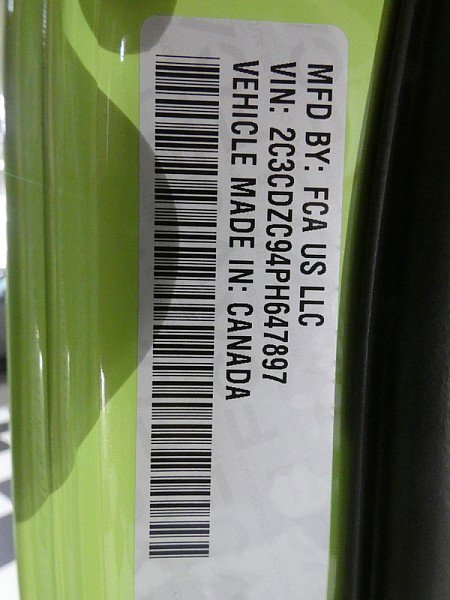 MFD BY: FCA US LLC
VIN: 2C3CDZC94PH647897
VEHICLE MADE IN: CANADA